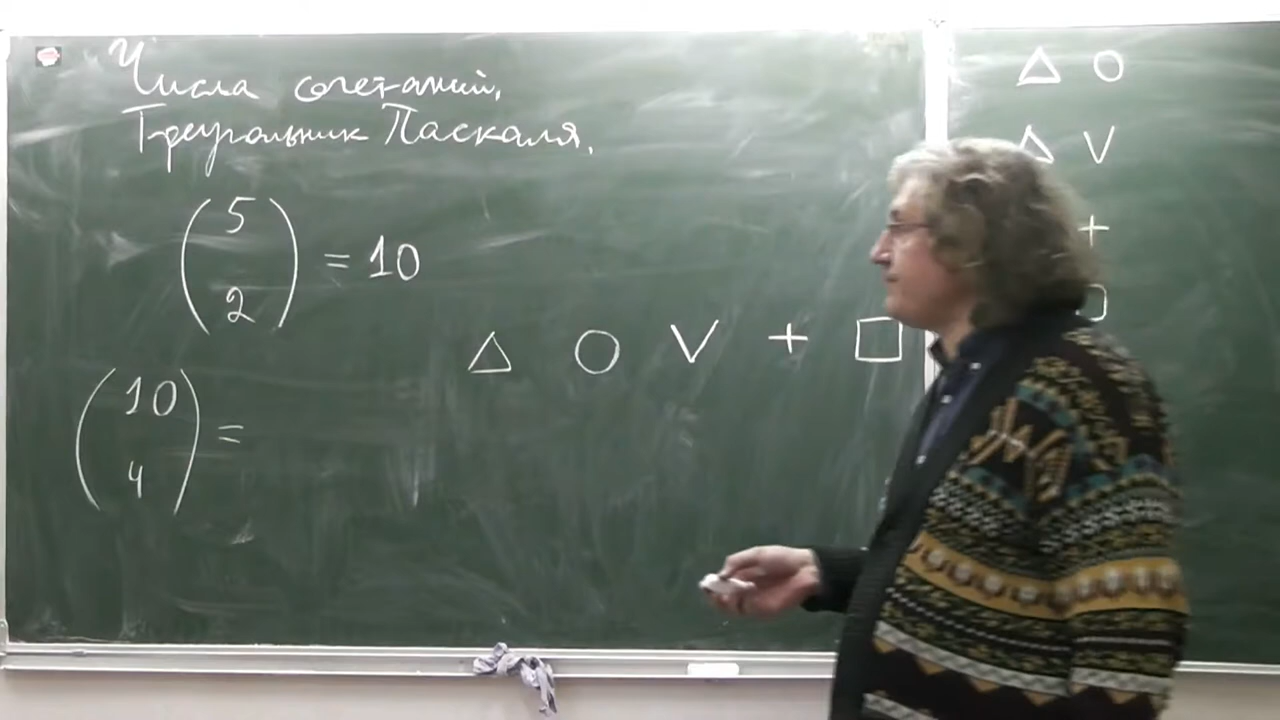 Числа сочетаний.
Треугольник Паскаля.
(5 2) = 10
(10 4) =
△ ○ V + □
△ ○
△ V
+
□